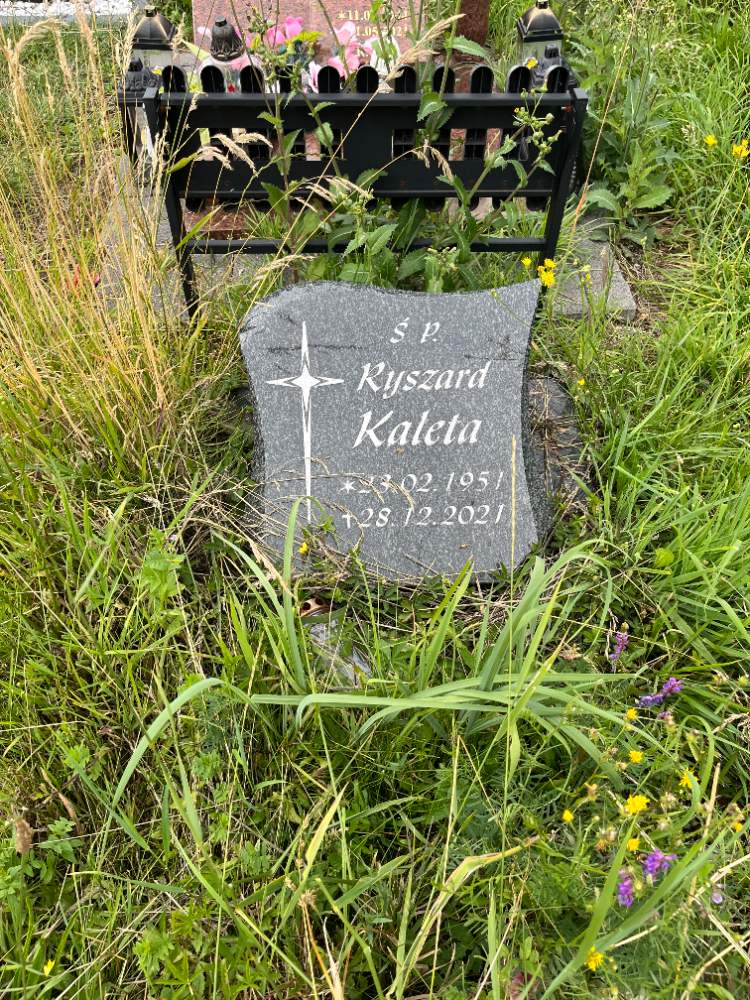 Ś P.
Ryszard
Kaleta
*23.02.1951
+28.12.2021